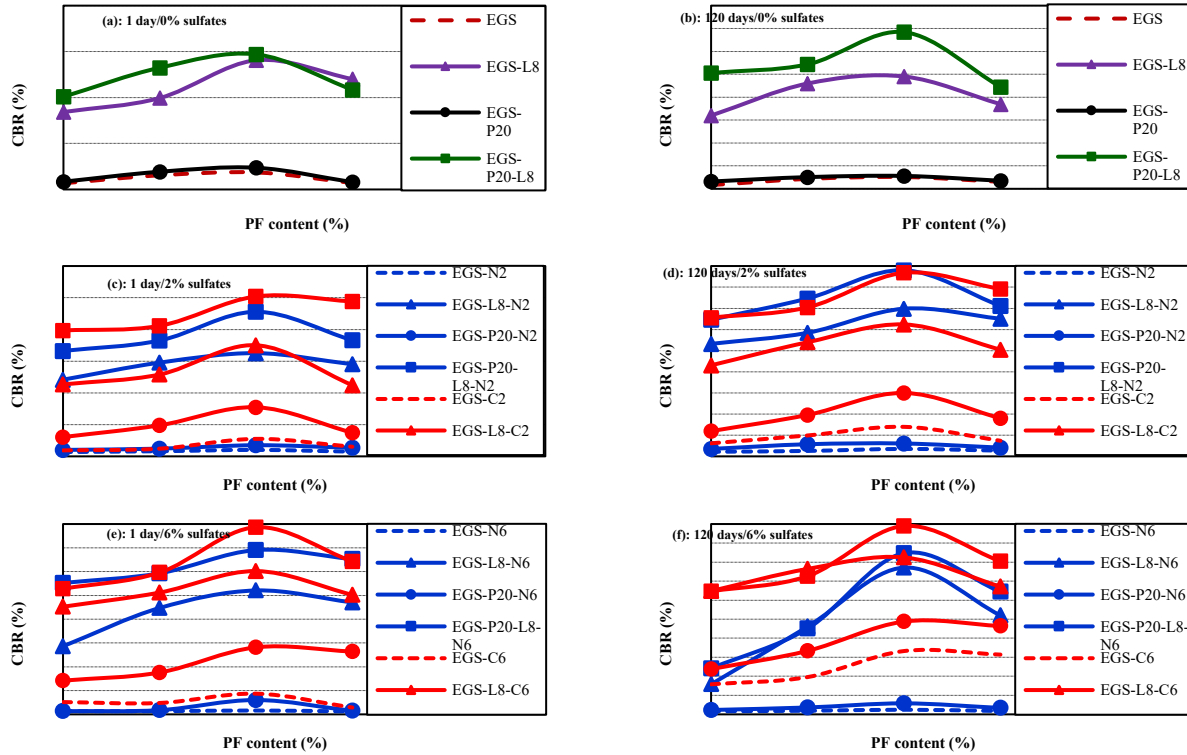 (a): 1 day/0% sulfates
CBR (%)
PF content (%)
EGS
EGS-L8
EGS-
P20
EGS-
P20-L8
(b): 120 days/0% sulfates
CBR (%)
PF content (%)
EGS
EGS-L8
EGS-
P20
EGS-
P20-L8
(c): 1 day/2% sulfates
CBR (%)
PF content (%)
EGS-N2
EGS-L8-N2
EGS-P20-N2
EGS-P20-
L8-N2
EGS-C2
EGS-L8-C2
(d): 120 days/2% sulfates
CBR (%)
PF content (%)
EGS-N2
EGS-L8-N2
EGS-P20-N2
EGS-P20-
L8-N2
EGS-C2
EGS-L8-C2
(e): 1 day/6% sulfates
CBR (%)
PF content (%)
EGS-N6
EGS-L8-N6
EGS-P20-N6
EGS-P20-L8-
N6
EGS-C6
EGS-L8-C6
(f): 120 days/6% sulfates
CBR (%)
PF content (%)
EGS-N6
EGS-L8-N6
EGS-P20-N6
EGS-P20-L8-
N6
EGS-C6
EGS-L8-C6